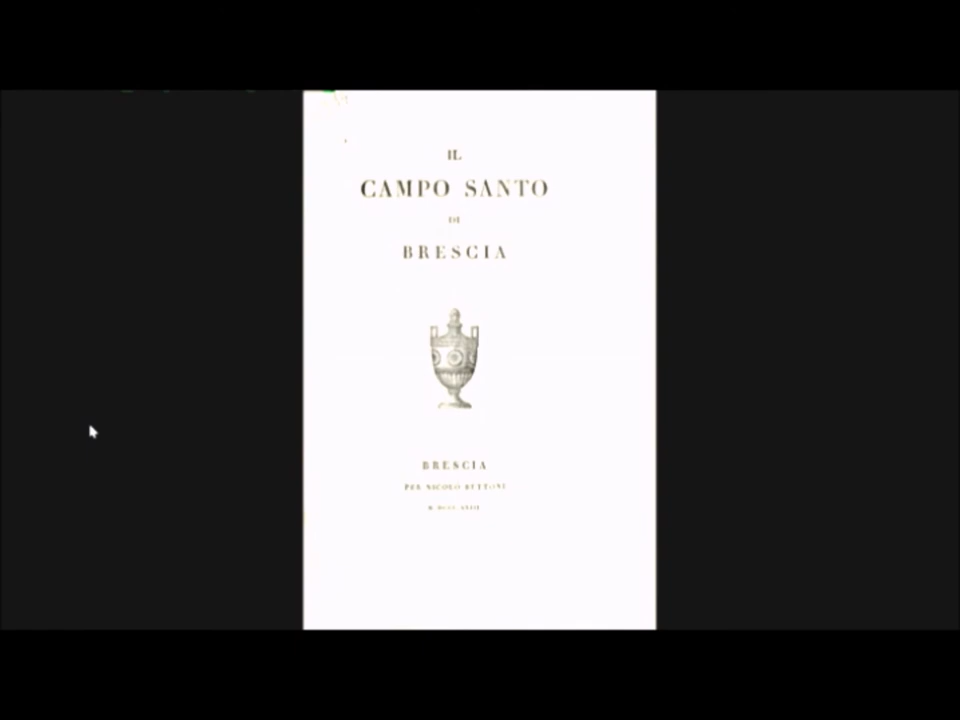 IL
CAMPO SANTO
DI
BRESCIA
BRESCIA
PER NICOLO BETTONI